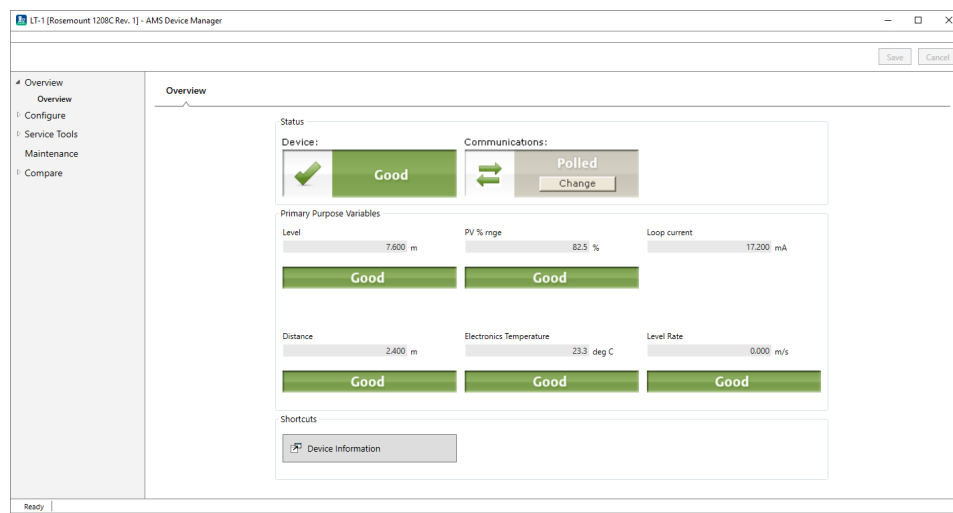 LT-1 [Rosemount 1208C Rev. 1] - AMS Device Manager
Save Cancel
Overview
Overview
Configure
Service Tools
Maintenance
Compare
Overview
Status
Device: Communications:
Good Polled
Change
Primary Purpose Variables
Level PV % rnge Loop current
7.600 m 82.5 % 17.200 mA
Good Good
Distance Electronics Temperature Level Rate
2.400 m 23.3 deg C 0.000 m/s
Good Good Good
Shortcuts
Device Information
Ready